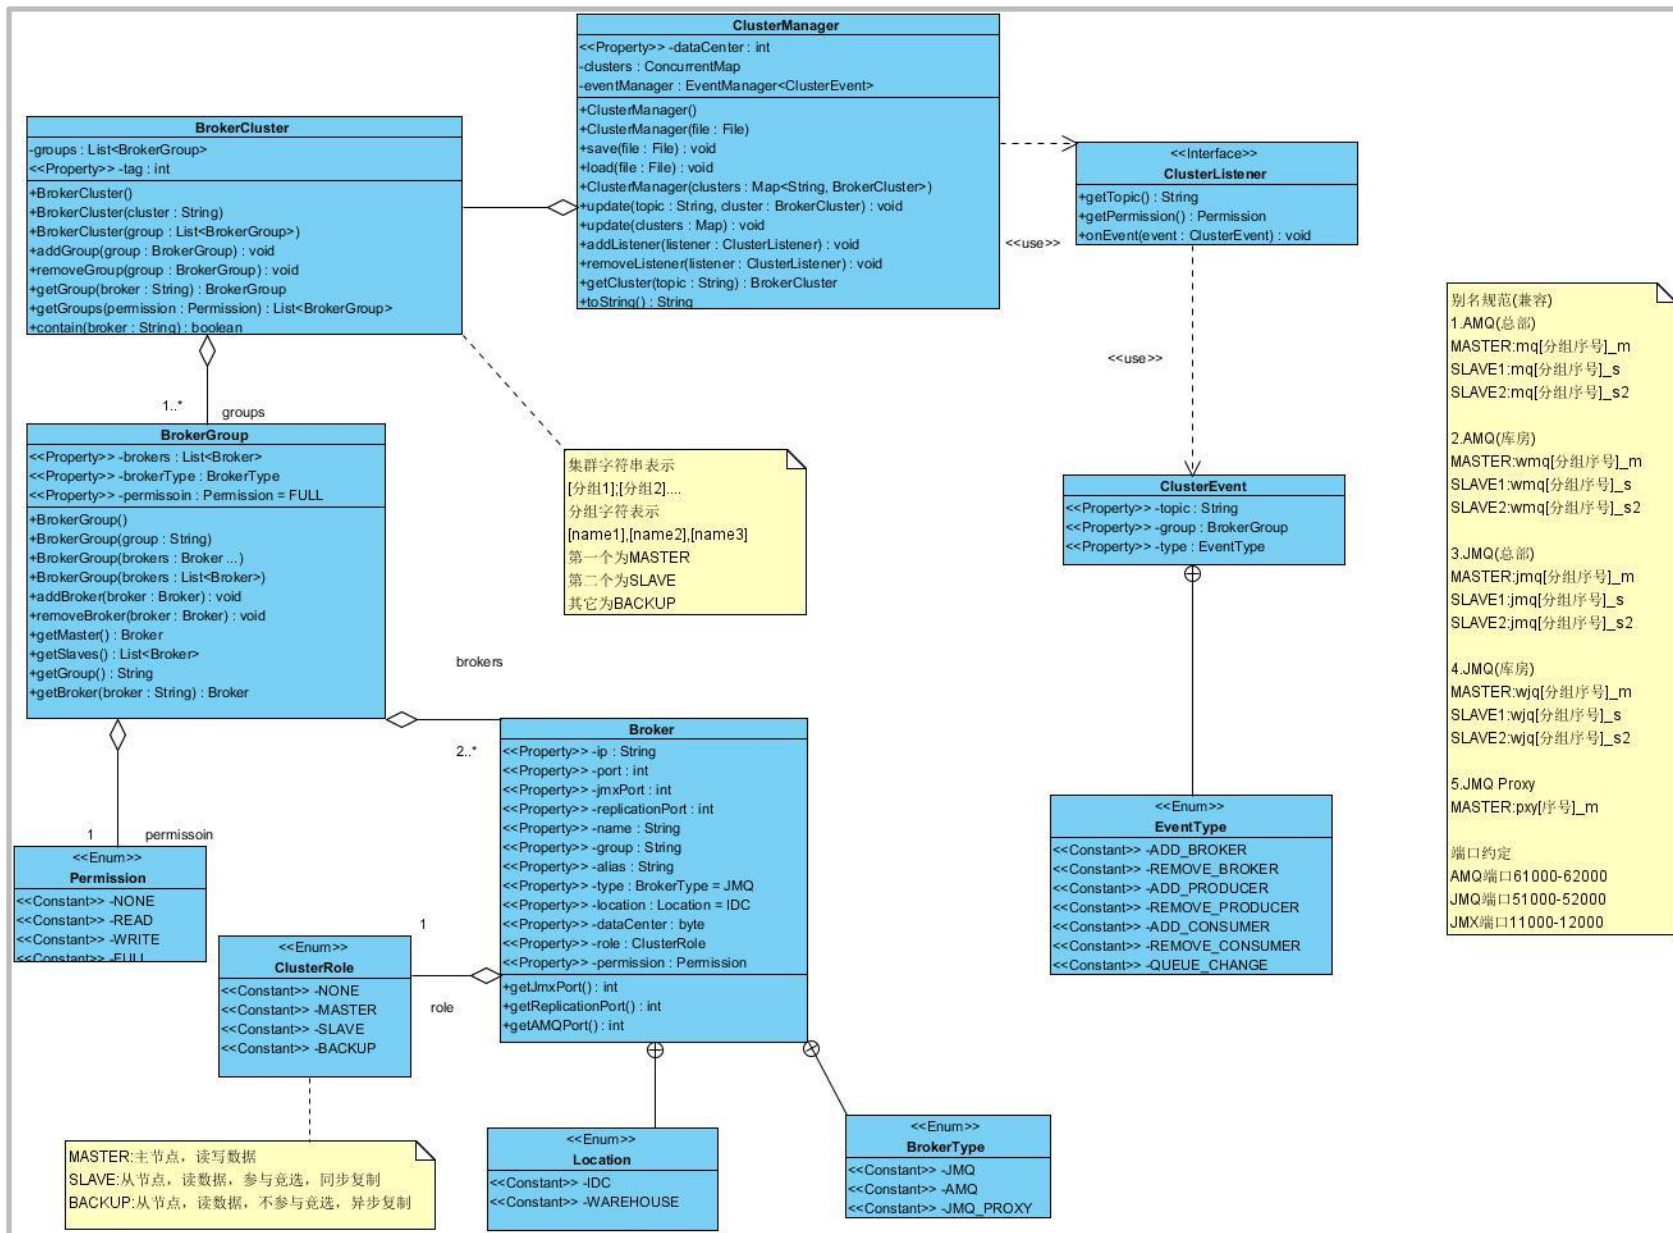 ClusterManager
<<Property>> -dataCenter : int
-clusters : ConcurrentMap
-eventManager : EventManager<ClusterEvent>
+ClusterManager()
+ClusterManager(file : File)
+save(file : File) : void
+load(file : File) : void
+ClusterManager(clusters : Map<String, BrokerCluster>)
+update(topic : String, cluster : BrokerCluster) : void
+update(clusters : Map) : void
+addListener(listener : ClusterListener) : void
+removeListener(listener : ClusterListener) : void
+getCluster(topic : String) : BrokerCluster
+toString() : String
BrokerCluster
-groups : List<BrokerGroup>
<<Property>> -tag : int
+BrokerCluster()
+BrokerCluster(cluster : String)
+BrokerCluster(group : List<BrokerGroup>)
+addGroup(group : BrokerGroup) : void
+removeGroup(group : BrokerGroup) : void
+getGroup(broker : String) : BrokerGroup
+getGroups(permission : Permission) : List<BrokerGroup>
+contain(broker : String) : boolean
<<Interface>>
ClusterListener
+getTopic() : String
+getPermission() : Permission
+onEvent(event : ClusterEvent) : void
<<use>>
<<use>>
1..*
groups
BrokerGroup
<<Property>> -brokers : List<Broker>
<<Property>> -brokerType : BrokerType
<<Property>> -permissoin : Permission = FULL
+BrokerGroup()
+BrokerGroup(group : String)
+BrokerGroup(brokers : Broker ...)
+BrokerGroup(brokers : List<Broker>)
+addBroker(broker : Broker) : void
+removeBroker(broker : Broker) : void
+getMaster() : Broker
+getSlaves() : List<Broker>
+getGroup() : String
+getBroker(broker : String) : Broker
集群字符串表示
[分组1];[分组2]....
分组字符表示
[name1],[name2],[name3]
第一个为MASTER
第二个为SLAVE
其它为BACKUP
ClusterEvent
<<Property>> -topic : String
<<Property>> -group : BrokerGroup
<<Property>> -type : EventType
别名规范(兼容)
1.AMQ(总部)
MASTER:mq[分组序号]_m
SLAVE1:mq[分组序号]_s
SLAVE2:mq[分组序号]_s2
2.AMQ(库房)
MASTER:wmq[分组序号]_m
SLAVE1:wmq[分组序号]_s
SLAVE2:wmq[分组序号]_s2
3.JMQ(总部)
MASTER:jmq[分组序号]_m
SLAVE1:jmq[分组序号]_s
SLAVE2:jmq[分组序号]_s2
4.JMQ(库房)
MASTER:wjq[分组序号]_m
SLAVE1:wjq[分组序号]_s
SLAVE2:wjq[分组序号]_s2
5.JMQ Proxy
MASTER:pxy[序号]_m
端口约定
AMQ端口61000-62000
JMQ端口51000-52000
JMX端口11000-12000
brokers
2..*
Broker
<<Property>> -ip : String
<<Property>> -port : int
<<Property>> -jmxPort : int
<<Property>> -replicationPort : int
<<Property>> -name : String
<<Property>> -group : String
<<Property>> -alias : String
<<Property>> -type : BrokerType = JMQ
<<Property>> -location : Location = IDC
<<Property>> -dataCenter : byte
<<Property>> -role : ClusterRole
<<Property>> -permission : Permission
+getJmxPort() : int
+getReplicationPort() : int
+getAMQPort() : int
1
permissoin
<<Enum>>
Permission
<<Constant>> -NONE
<<Constant>> -READ
<<Constant>> -WRITE
<<Constant>> -FULL
1
role
<<Enum>>
ClusterRole
<<Constant>> -NONE
<<Constant>> -MASTER
<<Constant>> -SLAVE
<<Constant>> -BACKUP
<<Enum>>
EventType
<<Constant>> -ADD_BROKER
<<Constant>> -REMOVE_BROKER
<<Constant>> -ADD_PRODUCER
<<Constant>> -REMOVE_PRODUCER
<<Constant>> -ADD_CONSUMER
<<Constant>> -REMOVE_CONSUMER
<<Constant>> -QUEUE_CHANGE
MASTER:主节点，读写数据
SLAVE:从节点，读数据，参与竞选，同步复制
BACKUP:从节点，读数据，不参与竞选，异步复制
<<Enum>>
Location
<<Constant>> -IDC
<<Constant>> -WAREHOUSE
<<Enum>>
BrokerType
<<Constant>> -JMQ
<<Constant>> -AMQ
<<Constant>> -JMQ_PROXY